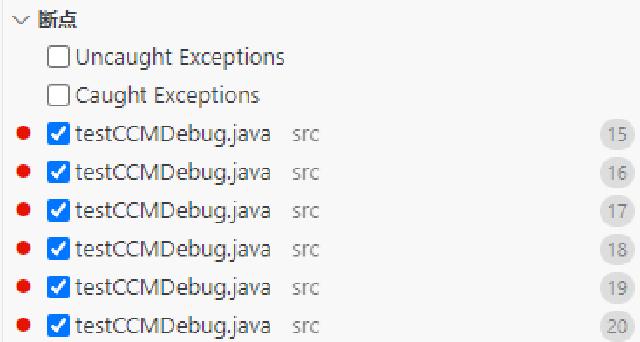 断点
Uncaught Exceptions
Caught Exceptions
testCCMDebug.java src 15
testCCMDebug.java src 16
testCCMDebug.java src 17
testCCMDebug.java src 18
testCCMDebug.java src 19
testCCMDebug.java src 20